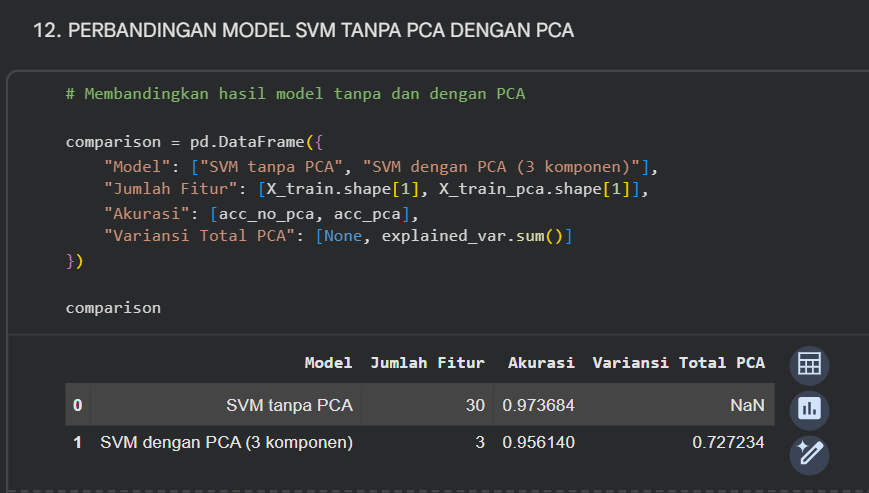 12. PERBANDINGAN MODEL SVM TANPA PCA DENGAN PCA
# Membandingkan hasil model tanpa dan dengan PCA
comparison = pd.DataFrame({
    "Model": ["SVM tanpa PCA", "SVM dengan PCA (3 komponen)"],
    "Jumlah Fitur": [X_train.shape[1], X_train_pca.shape[1]],
    "Akurasi": [acc_no_pca, acc_pca],
    "Variansi Total PCA": [None, explained_var.sum()]
})
comparison
Model Jumlah Fitur Akurasi Variansi Total PCA
0 SVM tanpa PCA 30 0.973684 NaN
1 SVM dengan PCA (3 komponen) 3 0.956140 0.727234